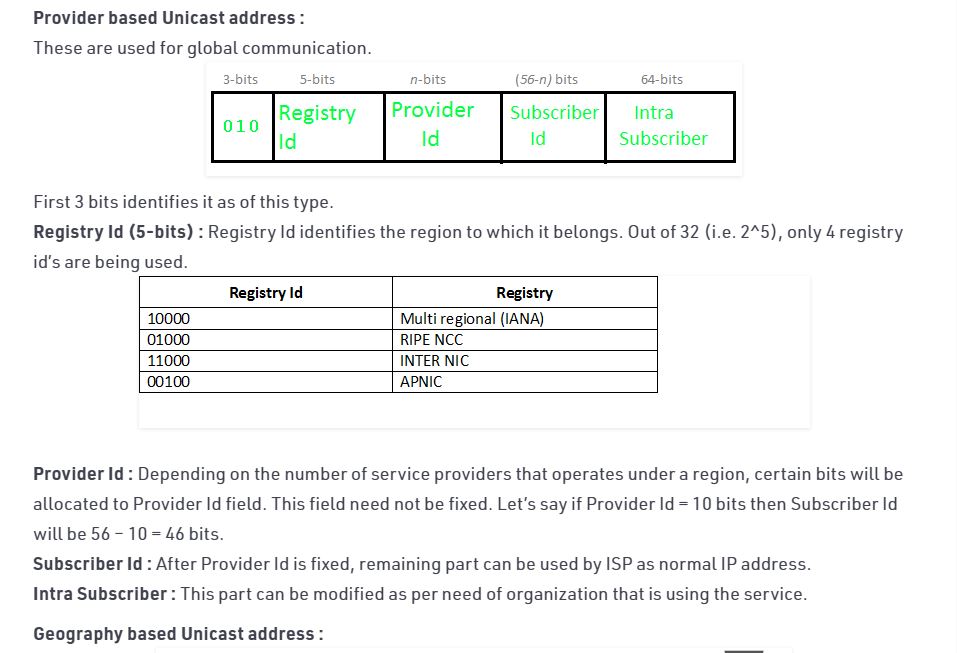 Provider based Unicast address :
These are used for global communication.
3-bits 5-bits n-bits (56-n) bits 64-bits
010 Registry Id Provider Id Subscriber Id Intra Subscriber
First 3 bits identifies it as of this type.
Registry Id (5-bits) : Registry Id identifies the region to which it belongs. Out of 32 (i.e. 2^5), only 4 registry
id's are being used.
Registry Id Registry
10000 Multi regional (IANA)
01000 RIPE NCC
11000 INTER NIC
00100 APNIC
Provider Id : Depending on the number of service providers that operates under a region, certain bits will be
allocated to Provider Id field. This field need not be fixed. Let's say if Provider Id = 10 bits then Subscriber Id
will be 56 – 10 = 46 bits.
Subscriber Id : After Provider Id is fixed, remaining part can be used by ISP as normal IP address.
Intra Subscriber : This part can be modified as per need of organization that is using the service.
Geography based Unicast address :